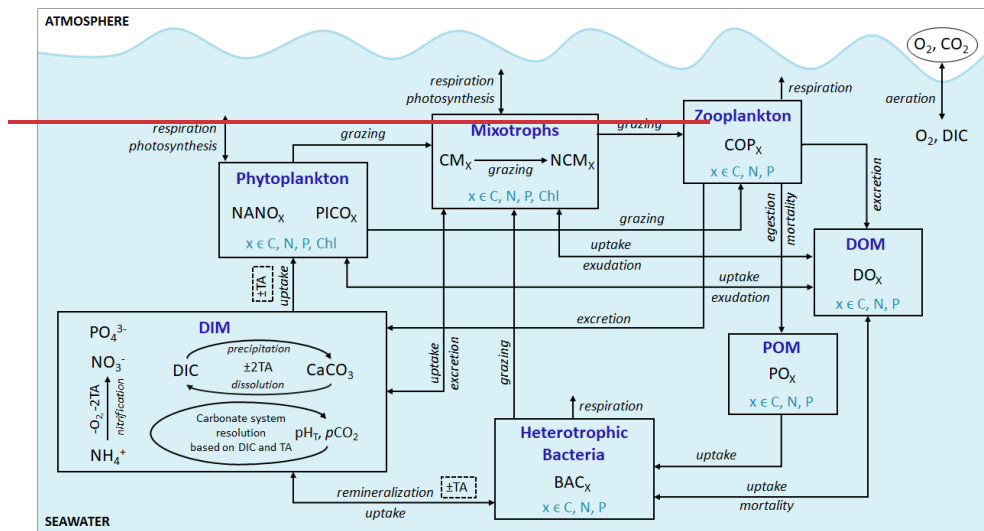 ATMOSPHERE
O₂, CO₂
respiration
photosynthesis
respiration
aeration
Zooplankton
COPₓ
x ϵ C, N, P
Mixotrophs
CMₓ
grazing
NCMₓ
x ϵ C, N, P, Chl
grazing
grazing
respiration
photosynthesis
O₂, DIC
Phytoplankton
NANOₓ PICOₓ
x ϵ C, N, P, Chl
excretion
egestion
mortality
grazing
DOM
DOₓ
x ϵ C, N, P
uptake
exudation
uptake
exudation
±TA
uptake
excretion
DIM
PO₄³⁻
NO₃⁻
-O₂, -2TA
nitrification
NH₄⁺
precipitation
DIC
±2TA
CaCO₃
dissolution
Carbonate system
resolution
based on DIC and TA
pH_T, pCO₂
uptake
excretion
grazing
POM
POₓ
x ϵ C, N, P
respiration
Heterotrophic
Bacteria
BACₓ
x ϵ C, N, P
uptake
uptake
mortality
remineralization
±TA
uptake
SEAWATER